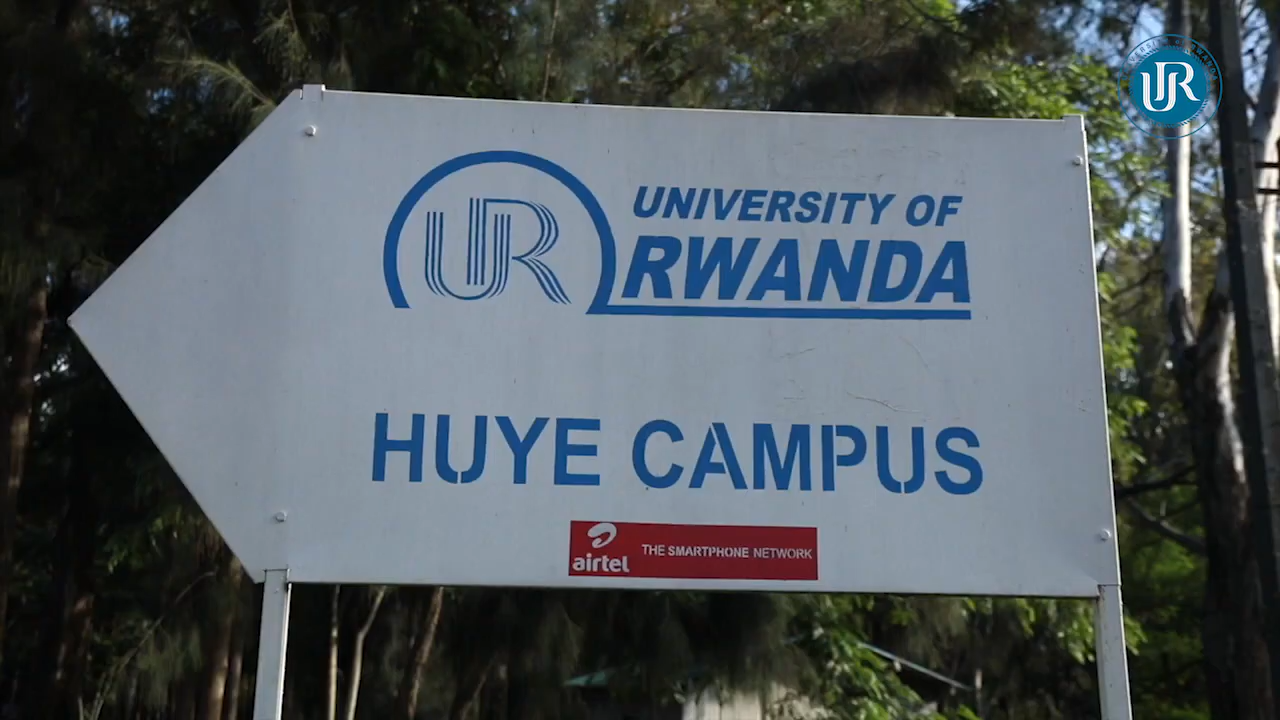 UR
UNIVERSITY OF
RWANDA
HUYE CAMPUS
airtel THE SMARTPHONE NETWORK
UR